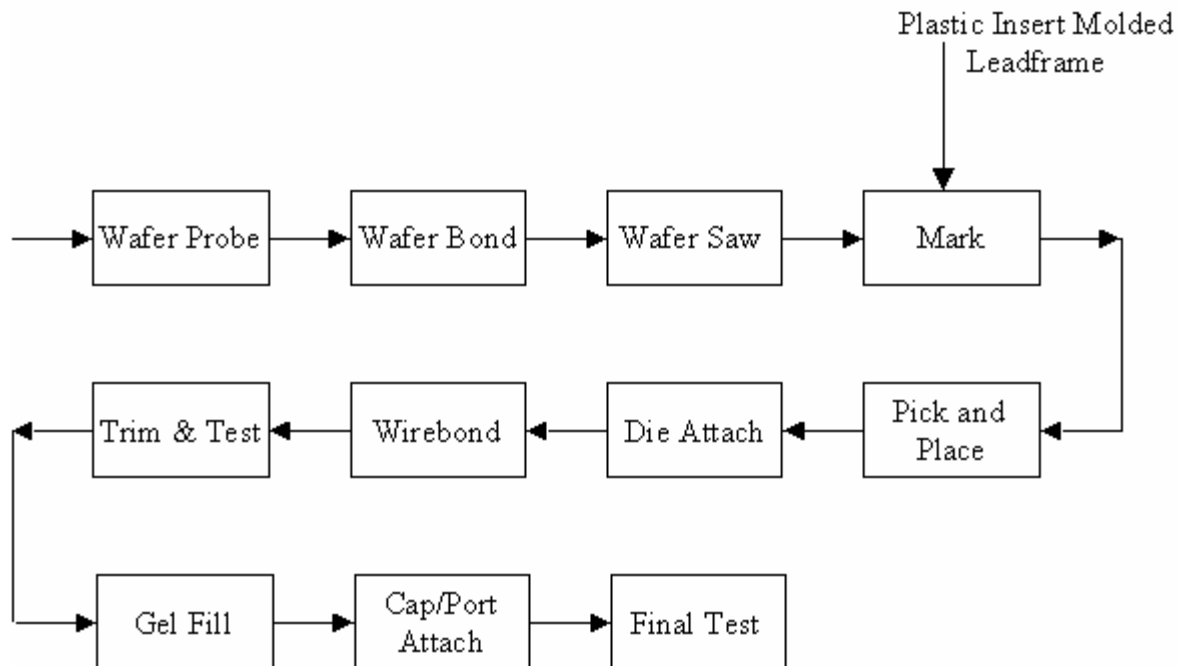 Plastic Insert Molded
Leadframe
Wafer Probe
Wafer Bond
Wafer Saw
Mark
Pick and
Place
Die Attach
Wirebond
Trim & Test
Gel Fill
Cap/Port
Attach
Final Test